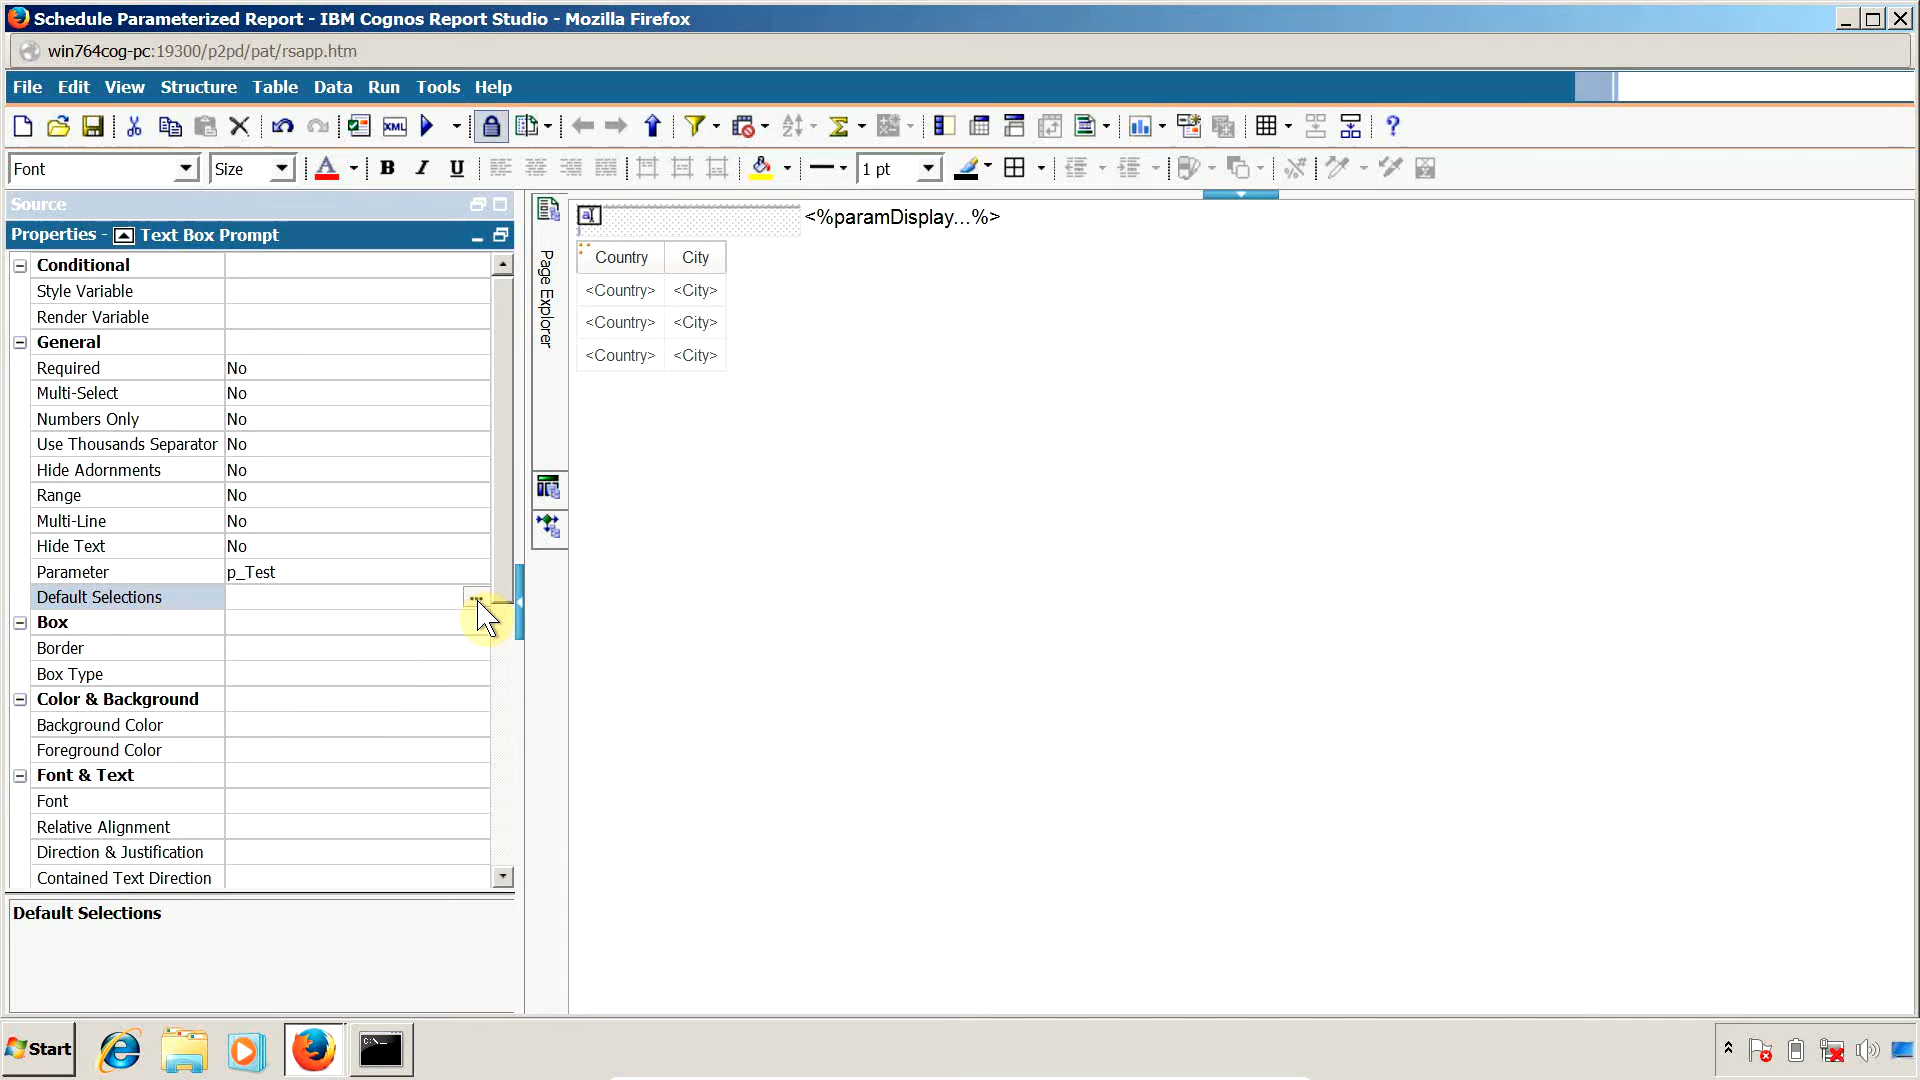 Schedule Parameterized Report - IBM Cognos Report Studio - Mozilla Firefox
win764cog-pc:19300/p2pd/pat/rsapp.htm
File Edit View Structure Table Data Run Tools Help
XML
Font Size A B I U 1 pt
Source
Properties - Text Box Prompt
Conditional
Style Variable
Render Variable
General
Required No
Multi-Select No
Numbers Only No
Use Thousands Separator No
Hide Adornments No
Range No
Multi-Line No
Hide Text No
Parameter p_Test
Default Selections ...
Box
Border
Box Type
Color & Background
Background Color
Foreground Color
Font & Text
Font
Relative Alignment
Direction & Justification
Contained Text Direction
Default Selections
Page Explorer
a <%paramDisplay...%>
Country City
<Country> <City>
<Country> <City>
<Country> <City>
Start
C:\_